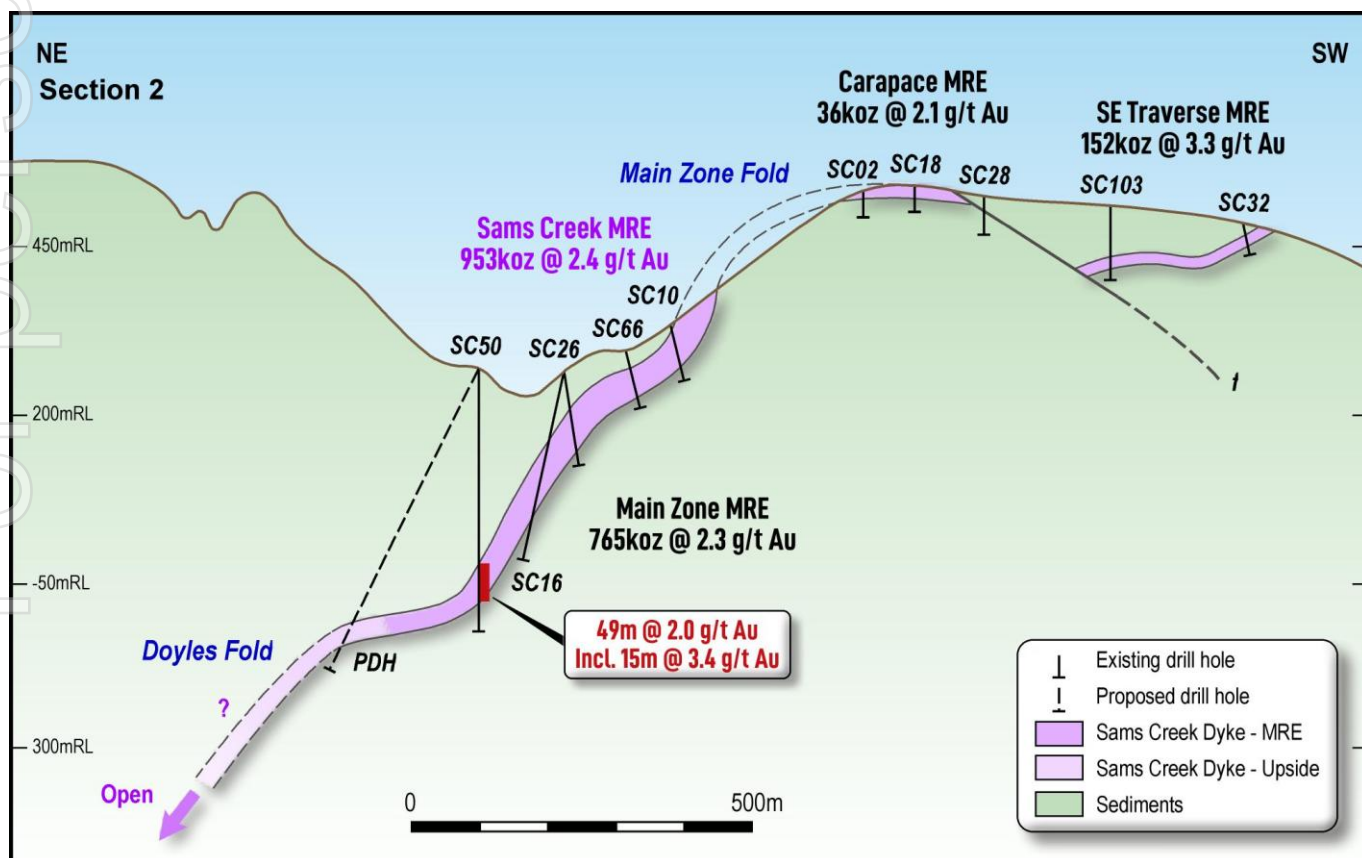 NE
SW
Section 2
Carapace MRE
36koz @ 2.1 g/t Au
SE Traverse MRE
152koz @ 3.3 g/t Au
Main Zone Fold
SC02
SC18
SC28
SC103
SC32
Sams Creek MRE
953koz @ 2.4 g/t Au
450mRL
SC10
SC66
SC50
SC26
f
200mRL
Main Zone MRE
765koz @ 2.3 g/t Au
-50mRL
SC16
49m @ 2.0 g/t Au
Incl. 15m @ 3.4 g/t Au
Doyles Fold
PDH
?
300mRL
Open
0
500m
Existing drill hole
Proposed drill hole
Sams Creek Dyke - MRE
Sams Creek Dyke - Upside
Sediments